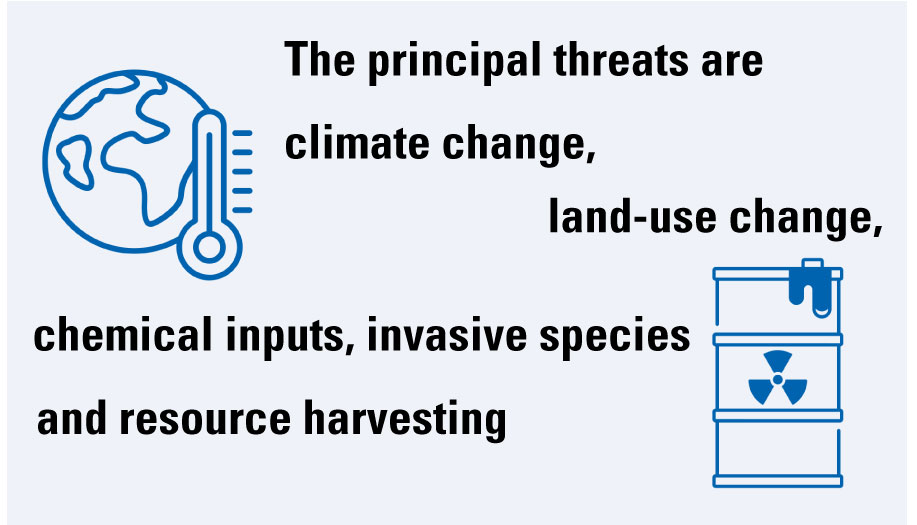 The principal threats are
climate change,
land-use change,
chemical inputs, invasive species
and resource harvesting